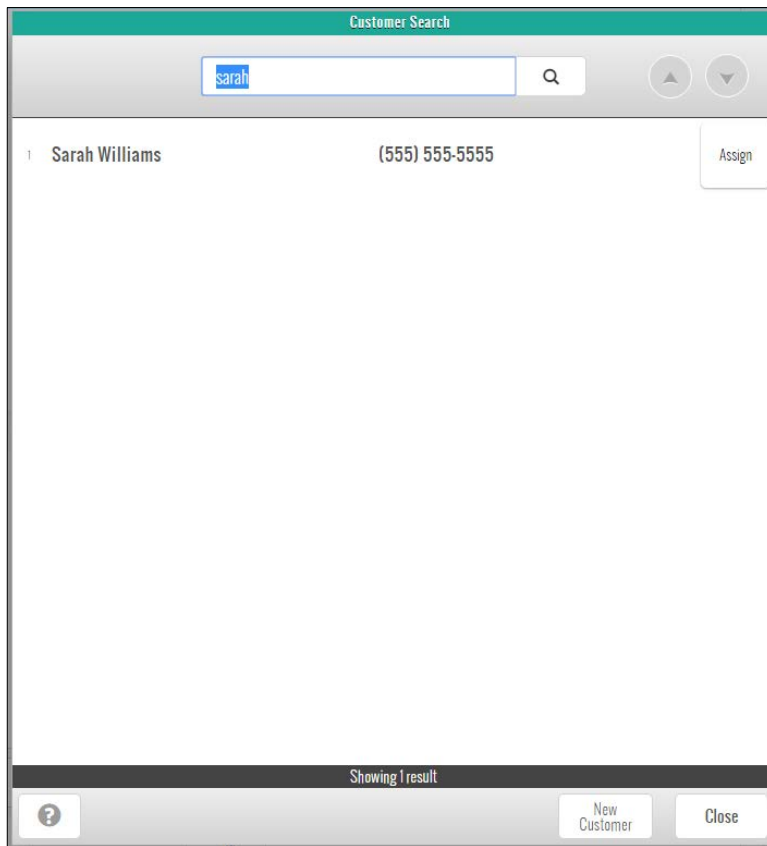 Customer Search
sarah
1 Sarah Williams (555) 555-5555 Assign
Showing 1 result
?
New
Customer
Close